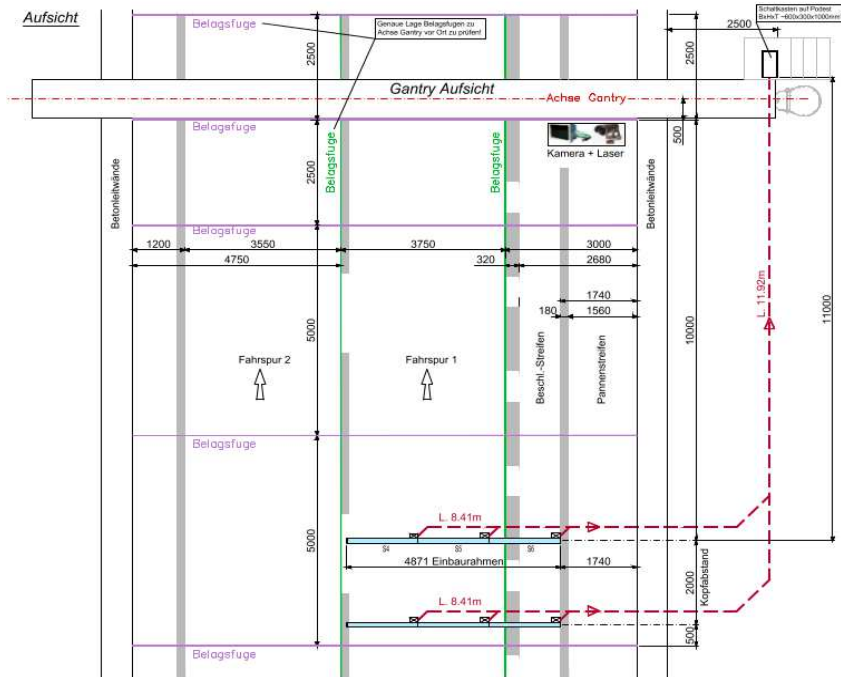 Aufsicht
Belagsfuge
Genaue Lage Belagsfugen zu
Achse Gantry vor Ort zu prüfen!
2500
Schaltkasten auf Podest
BxHxT ~600x300x1000mm
2500
2500
Gantry Aufsicht
Achse Gantry
Belagsfuge
500
Kamera + Laser
Betonleitwände
2500
Belagsfuge
Belagsfuge
Betonleitwände
Belagsfuge
1200
3550
3750
3000
4750
320
2680
1740
180
1560
L. 11.92m
11000
10000
5000
Fahrspur 2
Fahrspur 1
Beschl.-Streifen
Pannenstreifen
Belagsfuge
5000
L. 8.41m
S4
S5
S6
4871 Einbaurahmen
1740
2000
Kopfabstand
L. 8.41m
500
Belagsfuge